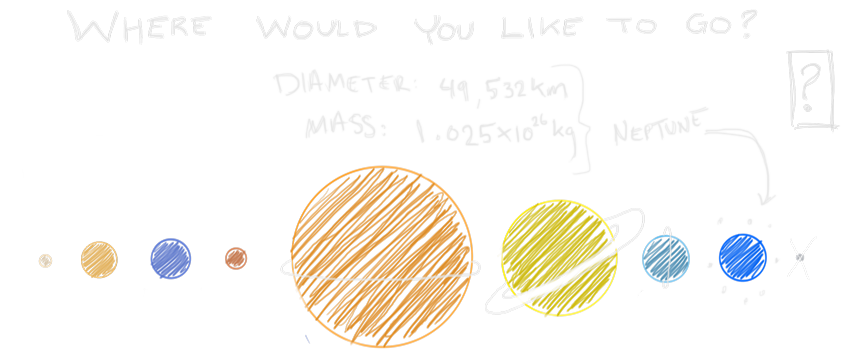 WHERE WOULD YOU LIKE TO GO?
DIAMETER: 49,532km
?
MASS: 1.025x10²⁶kg
NEPTUNE